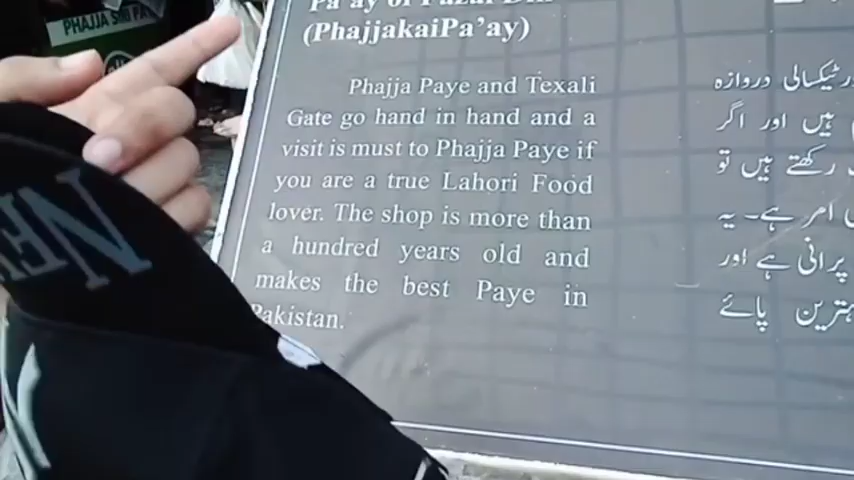 PHAJJA SIRI PA
Pa'ay of Fazal Din
(PhajjakaiPa'ay)
Phajja Paye and Texali
Gate go hand in hand and a
visit is must to Phajja Paye if
you are a true Lahori Food
lover. The shop is more than
a hundred years old and
makes the best Paye in
Pakistan.
ٹیکسالی دروازہ
ہیں اور اگر
رکھتے ہیں تو
امر ہے۔ یہ
پرانی ہے اور
بہترین پائے